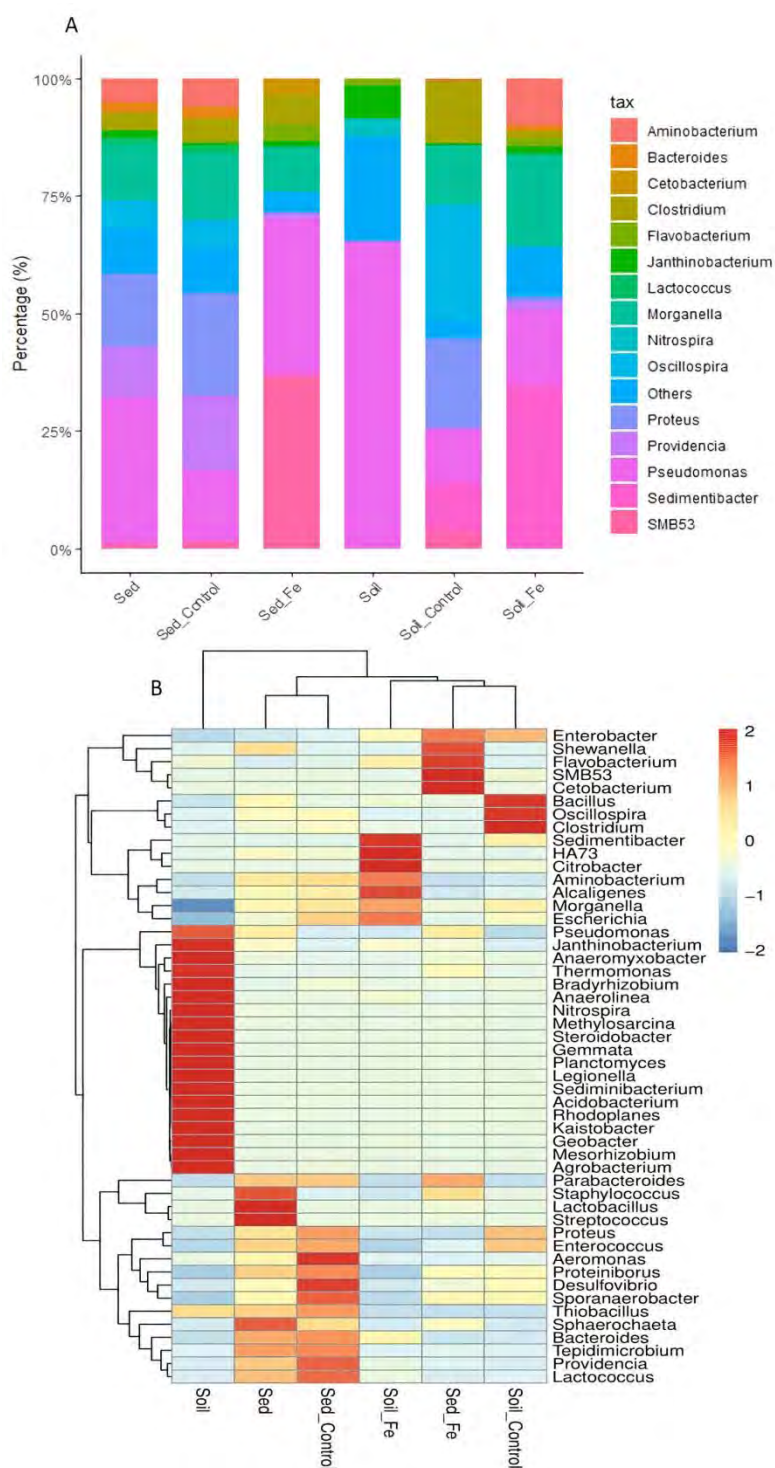 A
100%
75%
50%
25%
0%
Percentage (%)
Sed
Sed_Control
Sed_Fe
Soil
Soil_Control
Soil_Fe
tax
Aminobacterium
Bacteroides
Cetobacterium
Clostridium
Flavobacterium
Janthinobacterium
Lactococcus
Morganella
Nitrospira
Oscillospira
Others
Proteus
Providencia
Pseudomonas
Sedimentibacter
SMB53
B
Enterobacter
Shewanella
Flavobacterium
SMB53
Cetobacterium
Bacillus
Oscillospira
Clostridium
Sedimentibacter
HA73
Citrobacter
Aminobacterium
Alcaligenes
Morganella
Escherichia
Pseudomonas
Janthinobacterium
Anaeromyxobacter
Thermomonas
Bradyrhizobium
Anaerolinea
Nitrospira
Methylosarcina
Steroidobacter
Gemmata
Planctomyces
Legionella
Sediminibacterium
Acidobacterium
Rhodoplanes
Kaistobacter
Geobacter
Mesorhizobium
Agrobacterium
Parabacteroides
Staphylococcus
Lactobacillus
Streptococcus
Proteus
Enterococcus
Aeromonas
Proteiniborus
Desulfovibrio
Sporanaerobacter
Thiobacillus
Sphaerochaeta
Bacteroides
Tepidimicrobium
Providencia
Lactococcus
2
1
0
−1
−2
Soil
Sed
Sed_Contro
Soil_Fe
Sed_Fe
Soil_Control